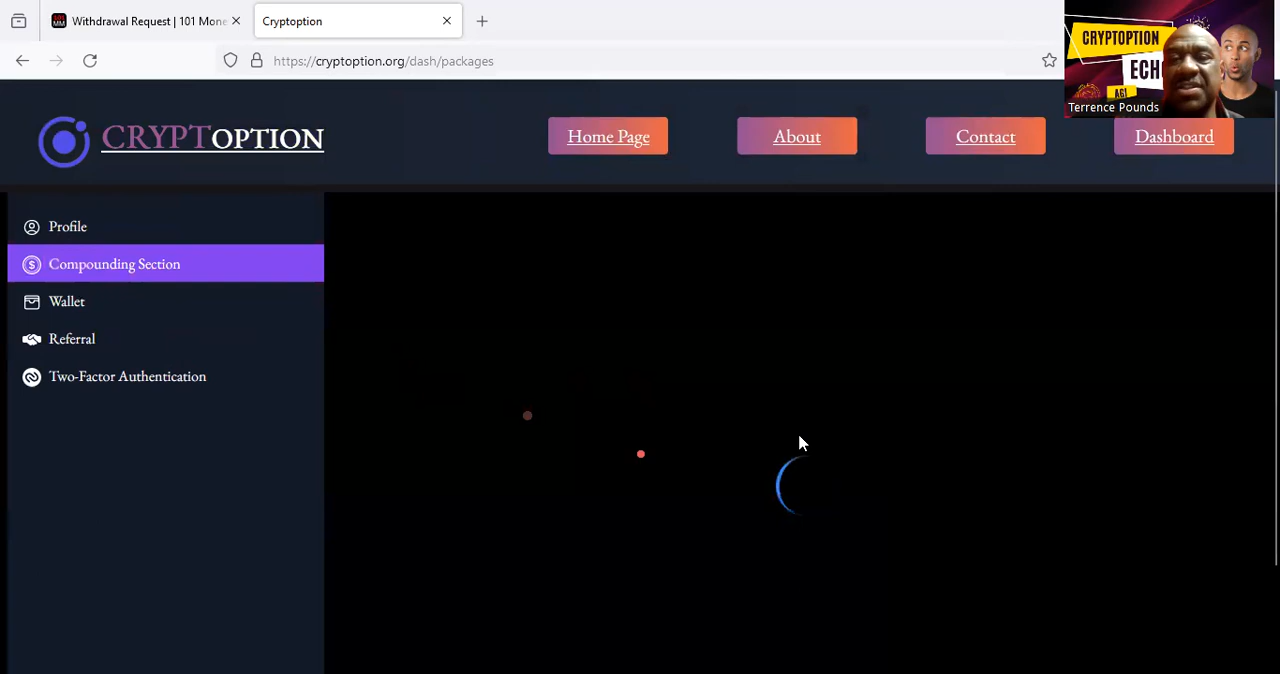 Withdrawal Request | 101 Mone
Cryptoption
https://cryptoption.org/dash/packages
CRYPTOPTION
ECH
AGL
Terrence Pounds
CRYPTOPTION
Home Page
About
Contact
Dashboard
Profile
Compounding Section
Wallet
Referral
Two-Factor Authentication